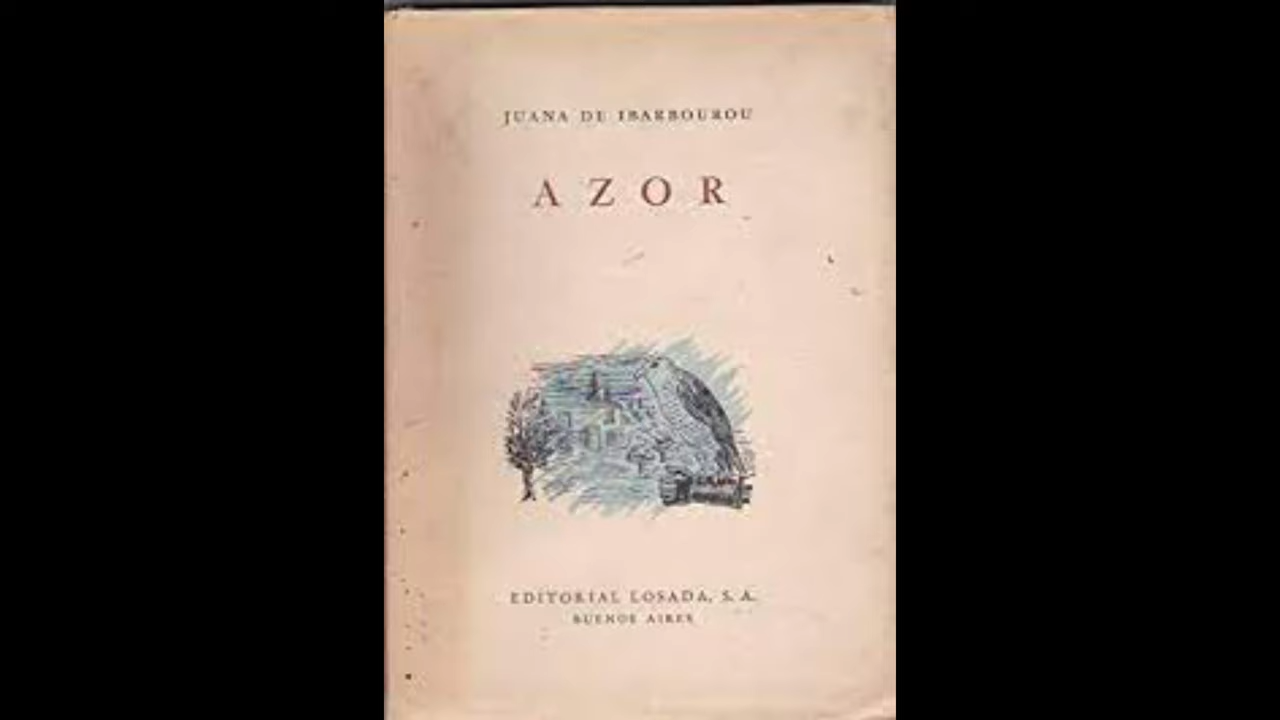 JUANA DE IBARBOUROU
AZOR
EDITORIAL LOSADA, S. A.
BUENOS AIRES